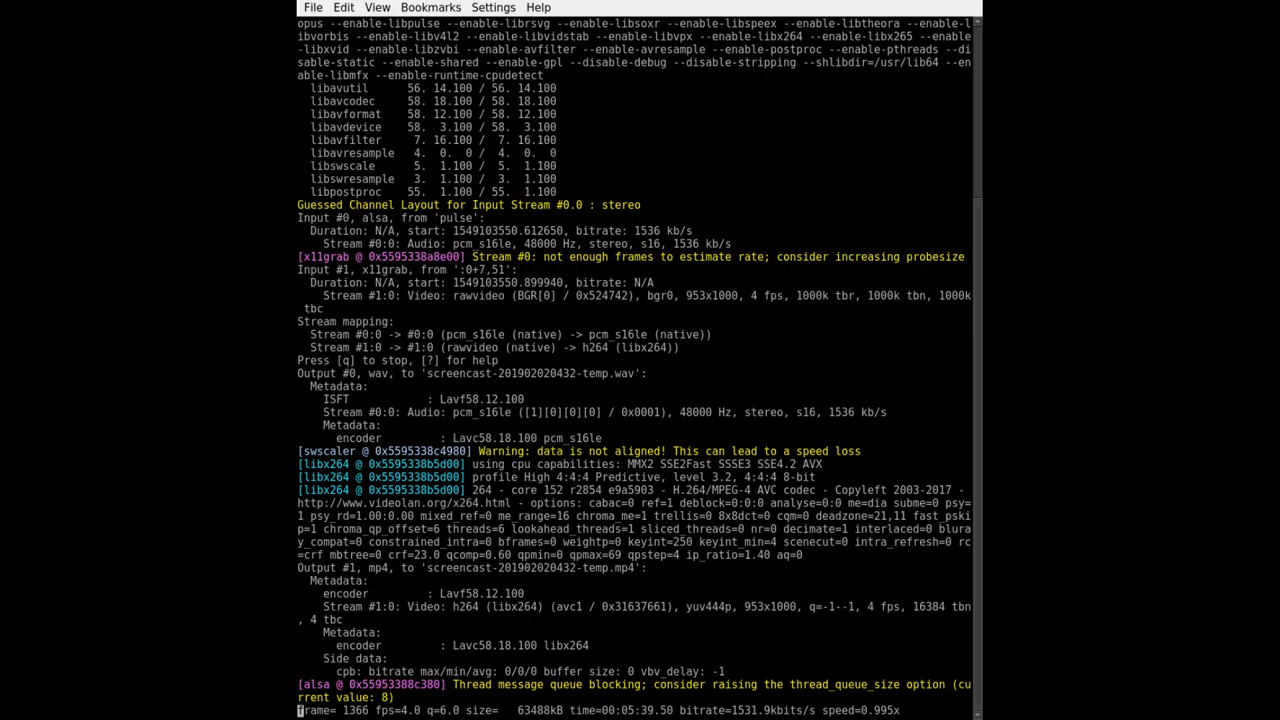 File Edit View Bookmarks Settings Help
opus --enable-libpulse --enable-librsvg --enable-libsoxr --enable-libspeex --enable-libtheora --enable-l
ibvorbis --enable-libv4l2 --enable-libvidstab --enable-libvpx --enable-libx264 --enable-libx265 --enable
-libxvid --enable-libzvbi --enable-avfilter --enable-avresample --enable-postproc --enable-pthreads --di
sable-static --enable-shared --enable-gpl --disable-debug --disable-stripping --shlibdir=/usr/lib64 --en
able-libmfx --enable-runtime-cpudetect
libavutil      56. 14.100 / 56. 14.100
libavcodec     58. 18.100 / 58. 18.100
libavformat    58. 12.100 / 58. 12.100
libavdevice    58.  3.100 / 58.  3.100
libavfilter     7. 16.100 /  7. 16.100
libavresample   4.  0.  0 /  4.  0.  0
libswscale      5.  1.100 /  5.  1.100
libswresample   3.  1.100 /  3.  1.100
libpostproc    55.  1.100 / 55.  1.100
Guessed Channel Layout for Input Stream #0.0 : stereo
Input #0, alsa, from 'pulse':
Duration: N/A, start: 1549103550.612650, bitrate: 1536 kb/s
Stream #0:0: Audio: pcm_s16le, 48000 Hz, stereo, s16, 1536 kb/s
[x11grab @ 0x5595338a8e00] Stream #0: not enough frames to estimate rate; consider increasing probesize
Input #1, x11grab, from ':0+7,51':
Duration: N/A, start: 1549103550.899940, bitrate: N/A
Stream #1:0: Video: rawvideo (BGR[0] / 0x524742), bgr0, 953x1000, 4 fps, 1000k tbr, 1000k tbn, 1000k
tbc
Stream mapping:
Stream #0:0 -> #0:0 (pcm_s16le (native) -> pcm_s16le (native))
Stream #1:0 -> #1:0 (rawvideo (native) -> h264 (libx264))
Press [q] to stop, [?] for help
Output #0, wav, to 'screencast-201902020432-temp.wav':
Metadata:
ISFT            : Lavf58.12.100
Stream #0:0: Audio: pcm_s16le ([1][0][0][0] / 0x0001), 48000 Hz, stereo, s16, 1536 kb/s
Metadata:
encoder         : Lavc58.18.100 pcm_s16le
[swscaler @ 0x5595338c4980] Warning: data is not aligned! This can lead to a speed loss
[libx264 @ 0x5595338b5d00] using cpu capabilities: MMX2 SSE2Fast SSSE3 SSE4.2 AVX
[libx264 @ 0x5595338b5d00] profile High 4:4:4 Predictive, level 3.2, 4:4:4 8-bit
[libx264 @ 0x5595338b5d00] 264 - core 152 r2854 e9a5903 - H.264/MPEG-4 AVC codec - Copyleft 2003-2017 -
http://www.videolan.org/x264.html - options: cabac=0 ref=1 deblock=0:0:0 analyse=0:0 me=dia subme=0 psy=
1 psy_rd=1.00:0.00 mixed_ref=0 me_range=16 chroma_me=1 trellis=0 8x8dct=0 cqm=0 deadzone=21,11 fast_pski
p=1 chroma_qp_offset=6 threads=6 lookahead_threads=1 sliced_threads=0 nr=0 decimate=1 interlaced=0 blura
y_compat=0 constrained_intra=0 bframes=0 weightp=0 keyint=250 keyint_min=4 scenecut=0 intra_refresh=0 rc
=crf mbtree=0 crf=23.0 qcomp=0.60 qpmin=0 qpmax=69 qpstep=4 ip_ratio=1.40 aq=0
Output #1, mp4, to 'screencast-201902020432-temp.mp4':
Metadata:
encoder         : Lavf58.12.100
Stream #1:0: Video: h264 (libx264) (avc1 / 0x31637661), yuv444p, 953x1000, q=-1--1, 4 fps, 16384 tbn
, 4 tbc
Metadata:
encoder         : Lavc58.18.100 libx264
Side data:
cpb: bitrate max/min/avg: 0/0/0 buffer size: 0 vbv_delay: -1
[alsa @ 0x55953388c380] Thread message queue blocking; consider raising the thread_queue_size option (cu
rrent value: 8)
frame= 1366 fps=4.0 q=6.0 size=   63488kB time=00:05:39.50 bitrate=1531.9kbits/s speed=0.995x